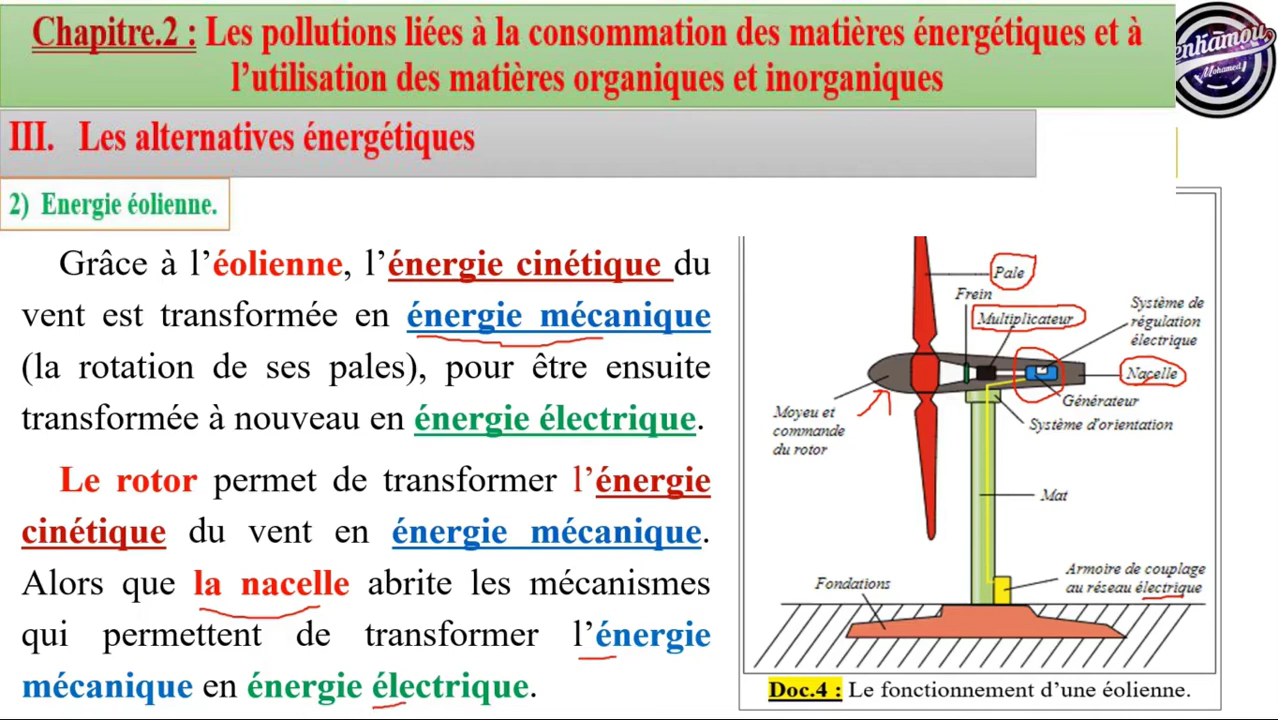 Chapitre.2 : Les pollutions liées à la consommation des matières énergétiques et à
l'utilisation des matières organiques et inorganiques
enhamou
Mohamed
III. Les alternatives énergétiques
2) Energie éolienne.
Grâce à l'éolienne, l'énergie cinétique du
vent est transformée en énergie mécanique
(la rotation de ses pales), pour être ensuite
transformée à nouveau en énergie électrique.
Le rotor permet de transformer l'énergie
cinétique du vent en énergie mécanique.
Alors que la nacelle abrite les mécanismes
qui permettent de transformer l'énergie
mécanique en énergie électrique.
Pale
Frein
Multiplicateur
Système de
régulation
électrique
Nacelle
Générateur
Système d'orientation
Moyeu et
commande
du rotor
Mat
Armoire de couplage
au réseau électrique
Fondations
Doc.4 : Le fonctionnement d'une éolienne.